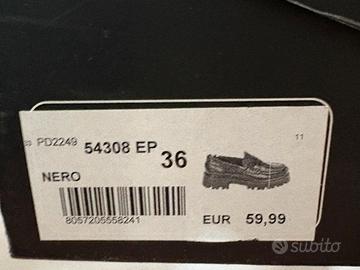 PD2249 54308 EP 36
11
NERO
8057205558241
EUR 59,99
subito